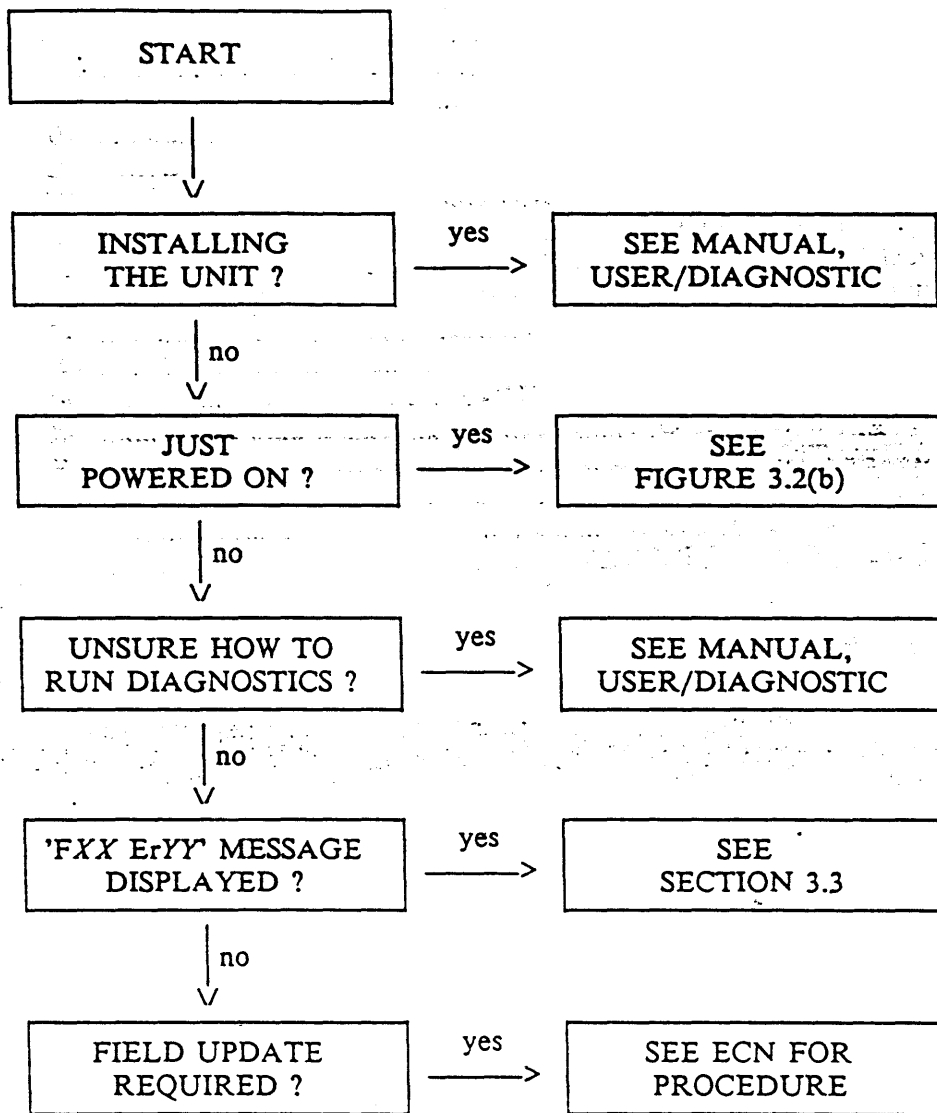 START
INSTALLING
THE UNIT ?
yes
SEE MANUAL,
USER/DIAGNOSTIC
no
JUST
POWERED ON ?
yes
SEE
FIGURE 3.2(b)
no
UNSURE HOW TO
RUN DIAGNOSTICS ?
yes
SEE MANUAL,
USER/DIAGNOSTIC
no
'FXX ErYY' MESSAGE
DISPLAYED ?
yes
SEE
SECTION 3.3
no
FIELD UPDATE
REQUIRED ?
yes
SEE ECN FOR
PROCEDURE